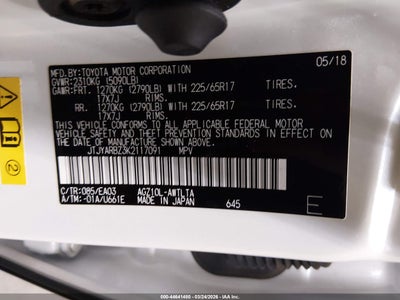 MFD. BY:TOYOTA MOTOR CORPORATION 05/18
GVWR:2310KG (5090LB)
GAWR:FRT. 1270KG (2790LB) WITH 225/65R17 TIRES.
17X7J RIMS.
RR. 1270KG (2790LB) WITH 225/65R17 TIRES.
17X7J RIMS.
THIS VEHICLE CONFORMS TO ALL APPLICABLE FEDERAL MOTOR
VEHICLE SAFETY, BUMPER, AND THEFT PREVENTION STANDARDS IN
EFFECT ON THE DATE OF MANUFACTURE SHOWN ABOVE.
JTJYARBZ3K2117091 MPV
C/TR:085/EA03 AGZ10L-AWTLTA
A/TM:-01A/U661E MADE IN JAPAN 645
E
2
000-44641480 - 03/24/2026 - IAA Inc.